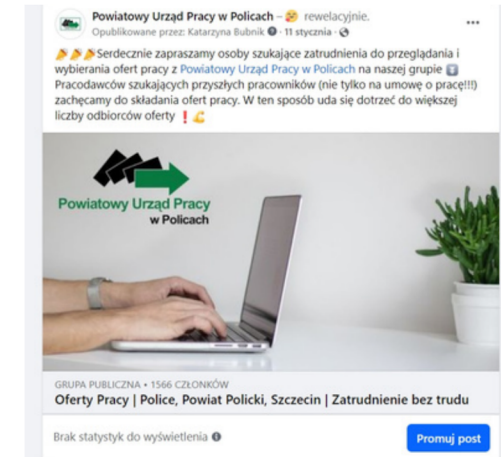 Powiatowy Urząd Pracy w Policach – 🥰 rewelacyjnie.
Opublikowane przez: Katarzyna Bubnik · 11 stycznia ·
🎉🎉🎉Serdecznie zapraszamy osoby szukające zatrudnienia do przeglądania i
wybierania ofert pracy z Powiatowy Urząd Pracy w Policach na naszej grupie ⬇️
Pracodawców szukających przyszłych pracowników (nie tylko na umowę o pracę!!!)
zachęcamy do składania ofert pracy. W ten sposób uda się dotrzeć do większej
liczby odbiorców oferty ❗💪
Powiatowy Urząd Pracy
w Policach
GRUPA PUBLICZNA • 1566 CZŁONKÓW
Oferty Pracy | Police, Powiat Policki, Szczecin | Zatrudnienie bez trudu
Brak statystyk do wyświetlenia
Promuj post